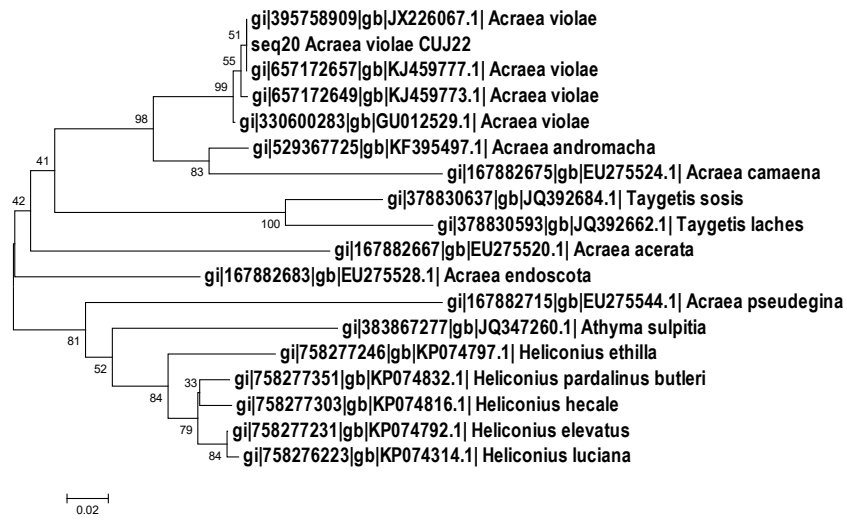 gi|395758909|gb|JX226067.1| Acraea violae
51
seq20 Acraea violae CUJ22
55
gi|657172657|gb|KJ459777.1| Acraea violae
99
gi|657172649|gb|KJ459773.1| Acraea violae
98
gi|330600283|gb|GU012529.1| Acraea violae
gi|529367725|gb|KF395497.1| Acraea andromacha
83
gi|167882675|gb|EU275524.1| Acraea camaena
41
gi|378830637|gb|JQ392684.1| Taygetis sosis
42
100
gi|378830593|gb|JQ392662.1| Taygetis laches
gi|167882667|gb|EU275520.1| Acraea acerata
gi|167882683|gb|EU275528.1| Acraea endoscota
gi|167882715|gb|EU275544.1| Acraea pseudegina
81
gi|383867277|gb|JQ347260.1| Athyma sulpitia
52
gi|758277246|gb|KP074797.1| Heliconius ethilla
84
33
gi|758277351|gb|KP074832.1| Heliconius pardalinus butleri
gi|758277303|gb|KP074816.1| Heliconius hecale
79
gi|758277231|gb|KP074792.1| Heliconius elevatus
84
gi|758276223|gb|KP074314.1| Heliconius luciana
0.02